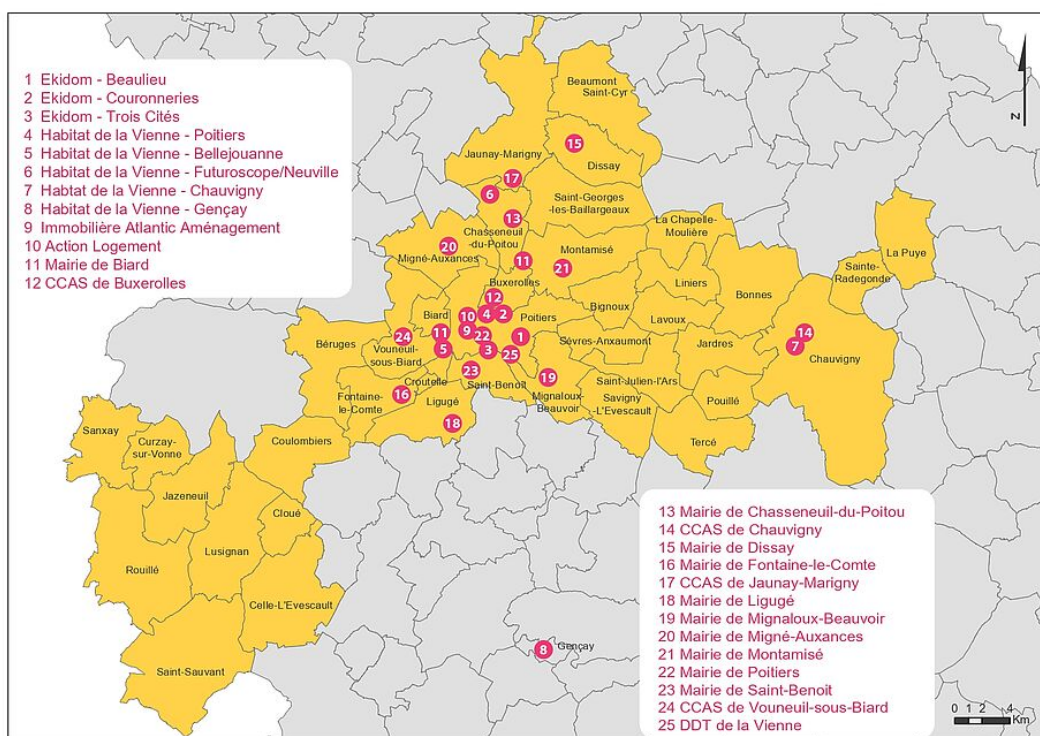 1 Ekidom - Beaulieu
2 Ekidom - Couronneries
3 Ekidom - Trois Cités
4 Habitat de la Vienne - Poitiers
5 Habitat de la Vienne - Bellejouanne
6 Habitat de la Vienne - Futuroscope/Neuville
7 Habtat de la Vienne - Chauvigny
8 Habitat de la Vienne - Gençay
9 Immobilière Atlantic Aménagement
10 Action Logement
11 Mairie de Biard
12 CCAS de Buxerolles
N
Beaumont
Saint-Cyr
15
Dissay
Jaunay-Marigny
17
6
Saint-Georges
-les-Baillargeaux
13
Chasseneuil
-du-Poitou
La Chapelle-
Moulière
La Puye
20
Migné-Auxances
11
Montamisé
21
Sainte-
Radegonde
Buxerolles
Liniers
Bonnes
12
Bignoux
Biard
10
4
2
Poitiers
Lavoux
14
Béruges
24
11
9
22
1
Sèvres-Anxaumont
7
Vouneuil-
sous-Biard
5
3
25
Jardres
Chauvigny
23
19
Croutelle
Saint-Benoît
Saint-Julien-l'Ars
Fontaine-
le-Comte
16
Ligugé
Mignaloux-
Beauvoir
Savigny
-L'Evescault
Pouillé
18
Tercé
Sanxay
Curzay-
sur-Vonne
Coulombiers
Jazeneuil
Cloué
Lusignan
Rouillé
Celle-L'Evescault
Saint-Sauvant
8
Gençay
13 Mairie de Chasseneuil-du-Poitou
14 CCAS de Chauvigny
15 Mairie de Dissay
16 Mairie de Fontaine-le-Comte
17 CCAS de Jaunay-Marigny
18 Mairie de Ligugé
19 Mairie de Mignaloux-Beauvoir
20 Mairie de Migné-Auxances
21 Mairie de Montamisé
22 Mairie de Poitiers
23 Mairie de Saint-Benoit
24 CCAS de Vouneuil-sous-Biard
25 DDT de la Vienne
0 1 2 4
Km